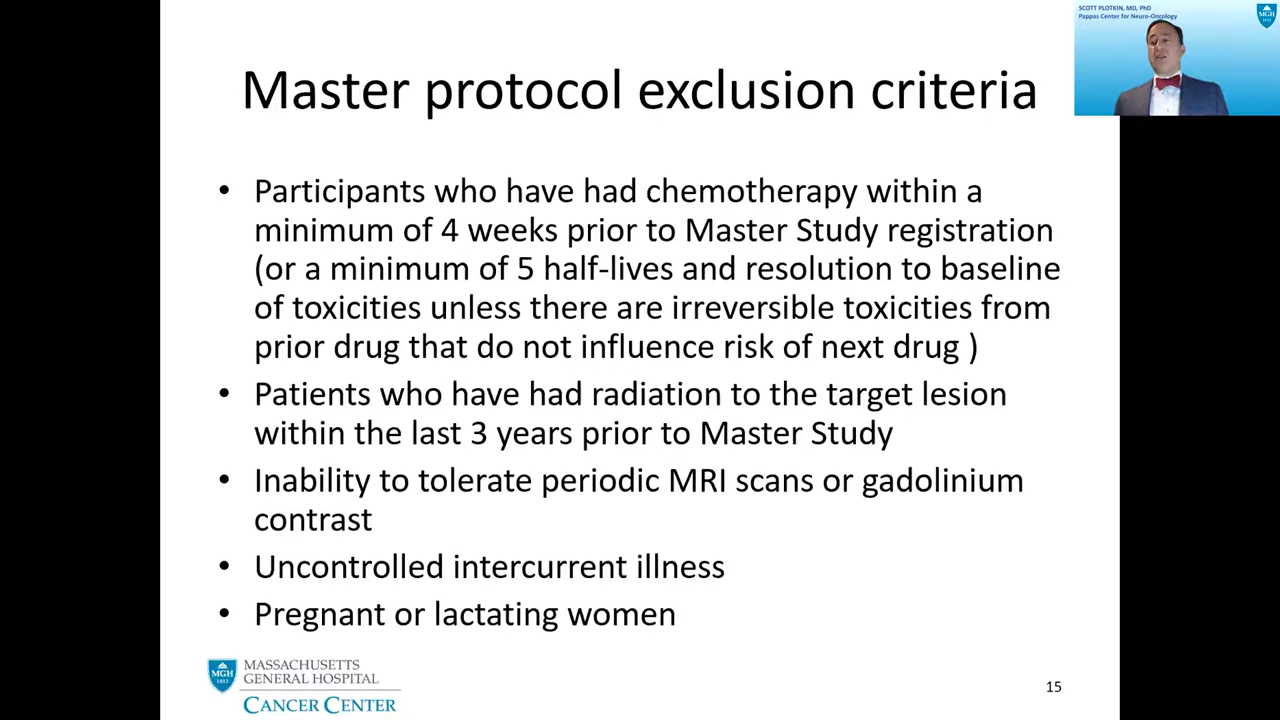 SCOTT PLOTKIN, MD, PhD
Pappas Center for Neuro-Oncology
MGH
1811
Master protocol exclusion criteria
• Participants who have had chemotherapy within a
minimum of 4 weeks prior to Master Study registration
(or a minimum of 5 half-lives and resolution to baseline
of toxicities unless there are irreversible toxicities from
prior drug that do not influence risk of next drug )
• Patients who have had radiation to the target lesion
within the last 3 years prior to Master Study
• Inability to tolerate periodic MRI scans or gadolinium
contrast
• Uncontrolled intercurrent illness
• Pregnant or lactating women
MGH
1811
MASSACHUSETTS
GENERAL HOSPITAL
CANCER CENTER
15